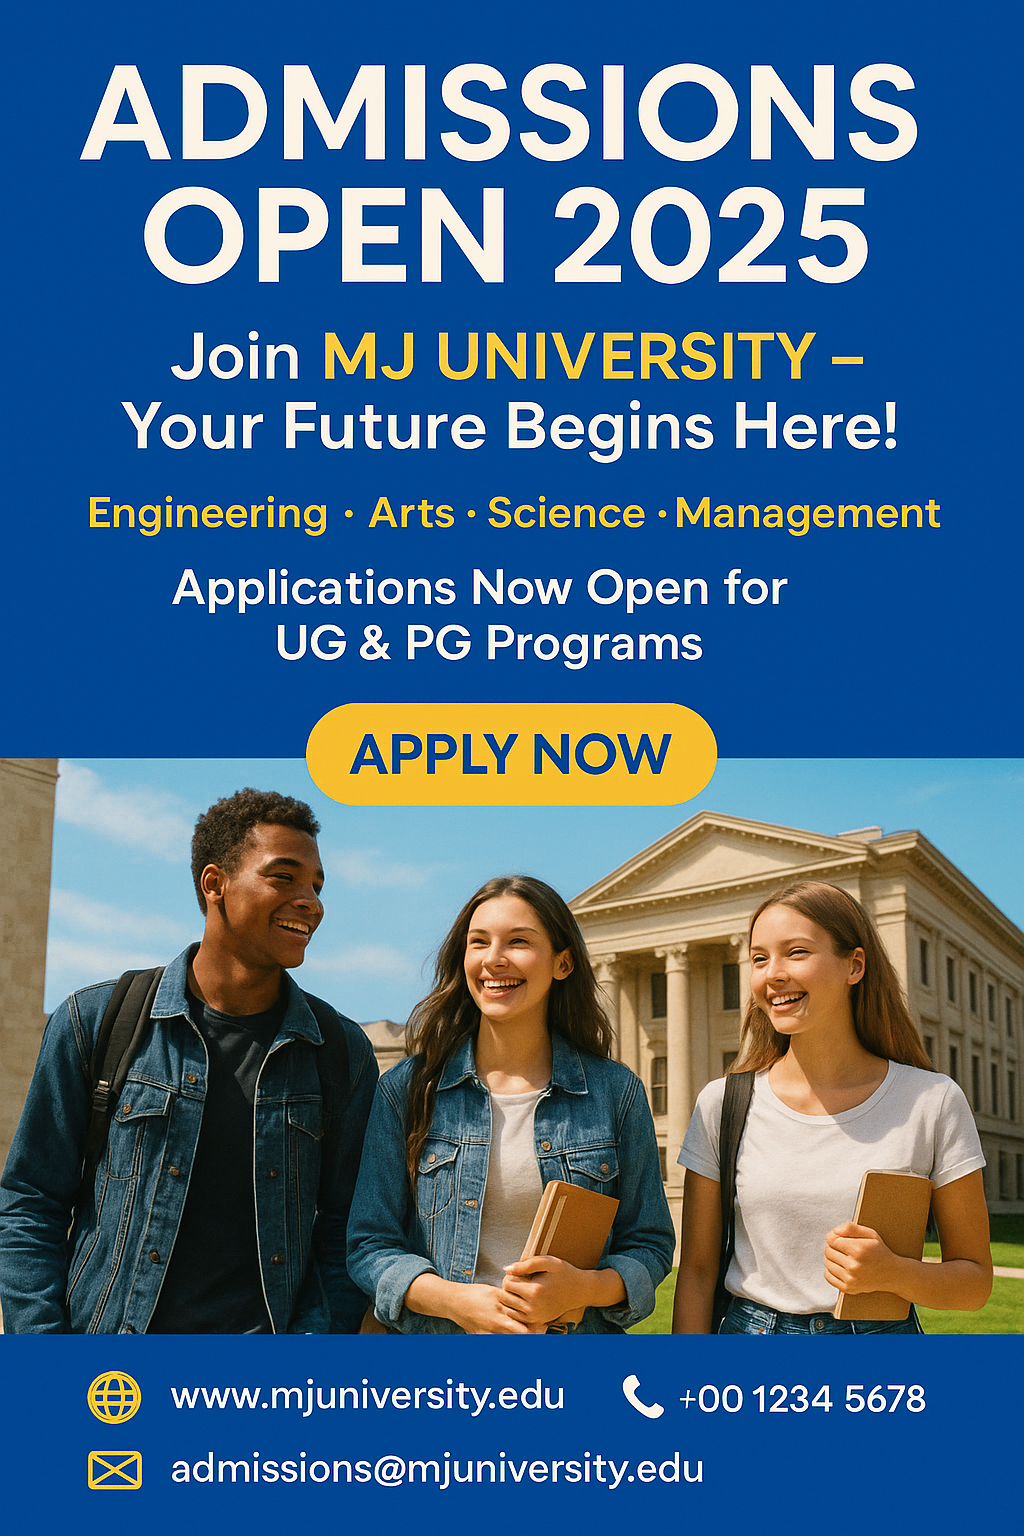 ADMISSIONS
OPEN 2025
Join MJ UNIVERSITY –
Your Future Begins Here!
Engineering · Arts · Science · Management
Applications Now Open for
UG & PG Programs
APPLY NOW
www.mjuniversity.edu
+00 1234 5678
admissions@mjuniversity.edu